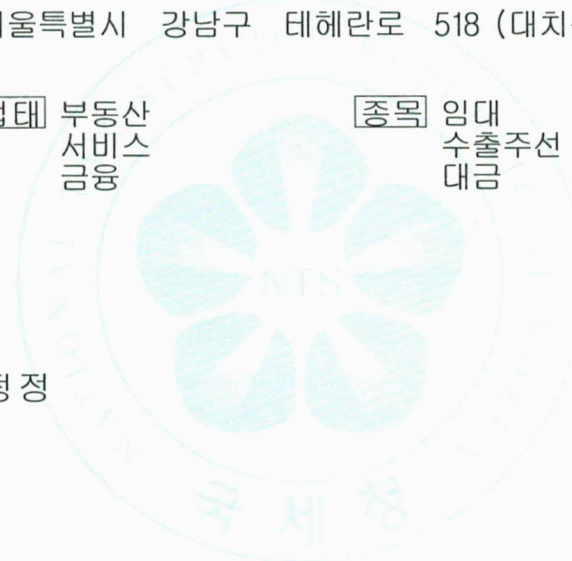 서울특별시 강남구 테헤란로 518 (대치
업태 부동산 종목 임대
서비스 수출주선
금융 대금
정정
NTS
국세청